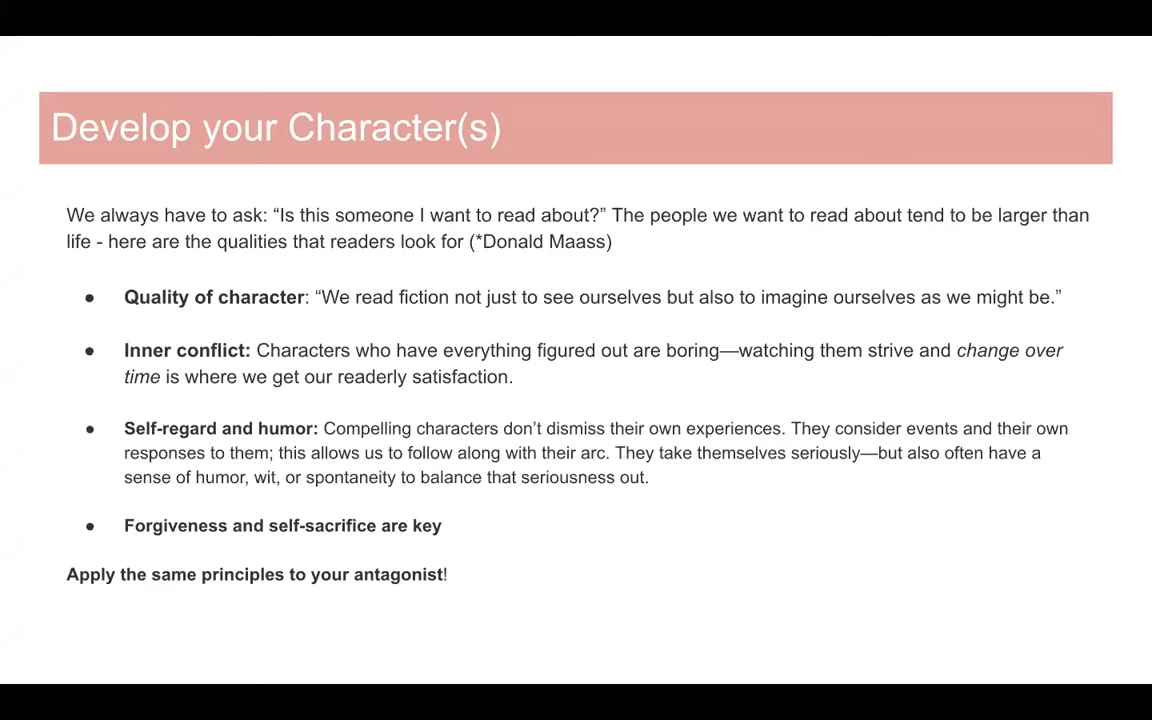 Develop your Character(s)
We always have to ask: “Is this someone I want to read about?” The people we want to read about tend to be larger than
life - here are the qualities that readers look for (*Donald Maass)
● Quality of character: “We read fiction not just to see ourselves but also to imagine ourselves as we might be.”
● Inner conflict: Characters who have everything figured out are boring—watching them strive and change over
time is where we get our readerly satisfaction.
● Self-regard and humor: Compelling characters don’t dismiss their own experiences. They consider events and their own
responses to them; this allows us to follow along with their arc. They take themselves seriously—but also often have a
sense of humor, wit, or spontaneity to balance that seriousness out.
● Forgiveness and self-sacrifice are key
Apply the same principles to your antagonist!